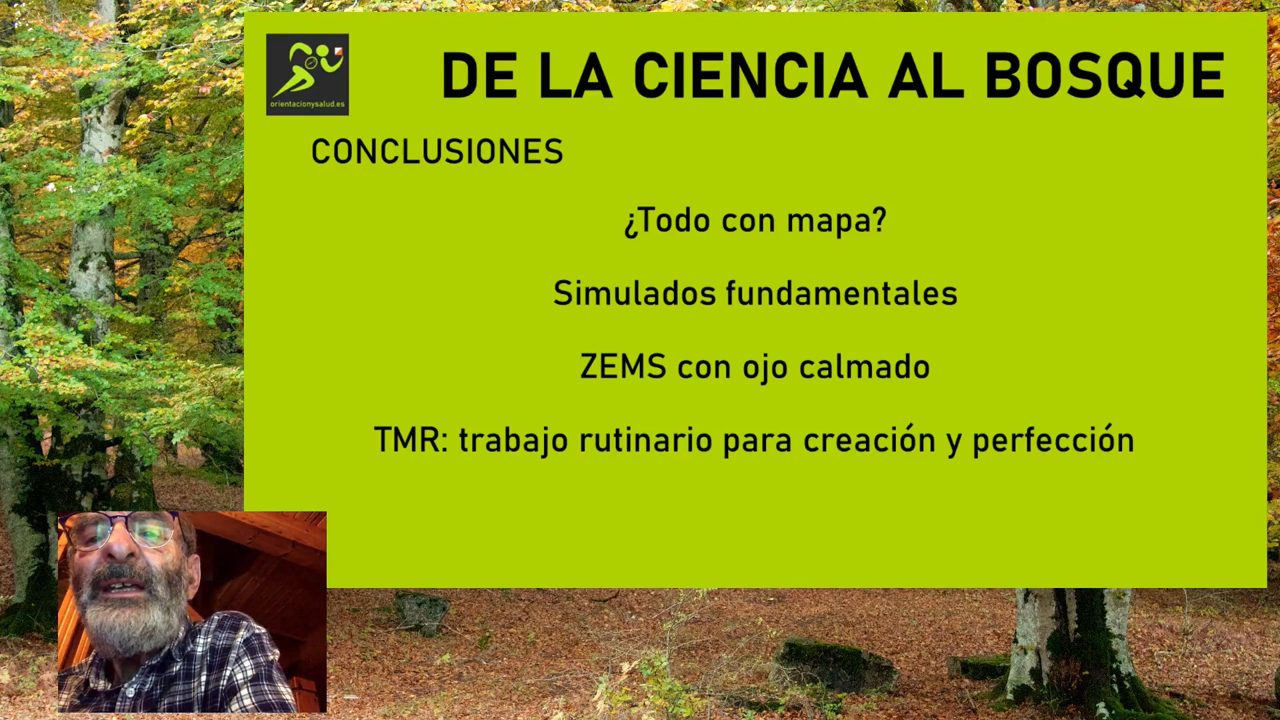 orientacionysalud.es
DE LA CIENCIA AL BOSQUE
CONCLUSIONES
¿Todo con mapa?
Simulados fundamentales
ZEMS con ojo calmado
TMR: trabajo rutinario para creación y perfección